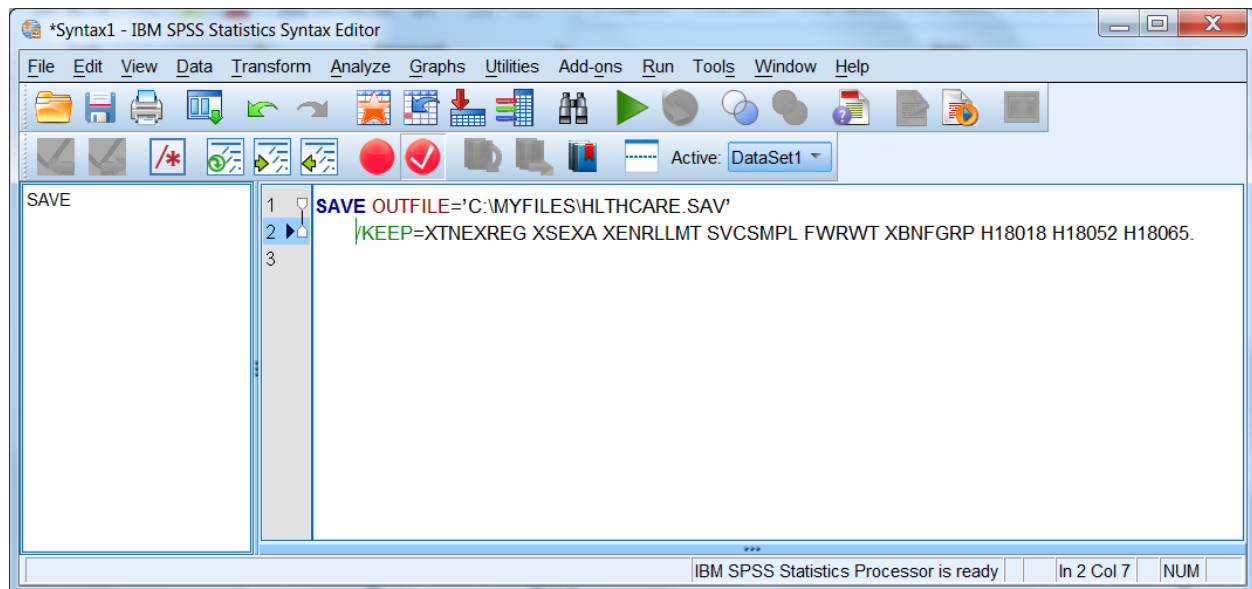 *Syntax1 - IBM SPSS Statistics Syntax Editor
File Edit View Data Transform Analyze Graphs Utilities Add-ons Run Tools Window Help
/*
Active: DataSet1
SAVE
1 SAVE OUTFILE=’C:\MYFILES\HLTHCARE.SAV’
2 /KEEP=XTNEXREG XSEXA XENRLLMT SVCSMPL FWRWT XBNFGRP H18018 H18052 H18065.
3
IBM SPSS Statistics Processor is ready In 2 Col 7 NUM